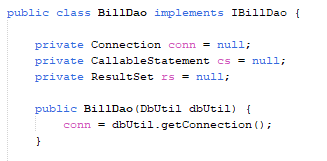 public class BillDao implements IBillDao {
private Connection conn = null;
private CallableStatement cs = null;
private ResultSet rs = null;
public BillDao(DbUtil dbUtil) {
conn = dbUtil.getConnection();
}